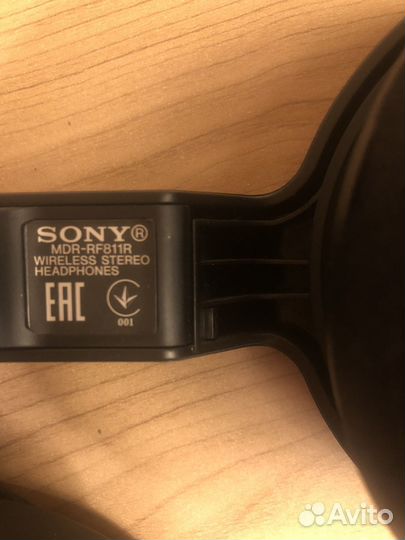 SONY®
MDR-RF811R
WIRELESS STEREO
HEADPHONES
EAC
001
Avito